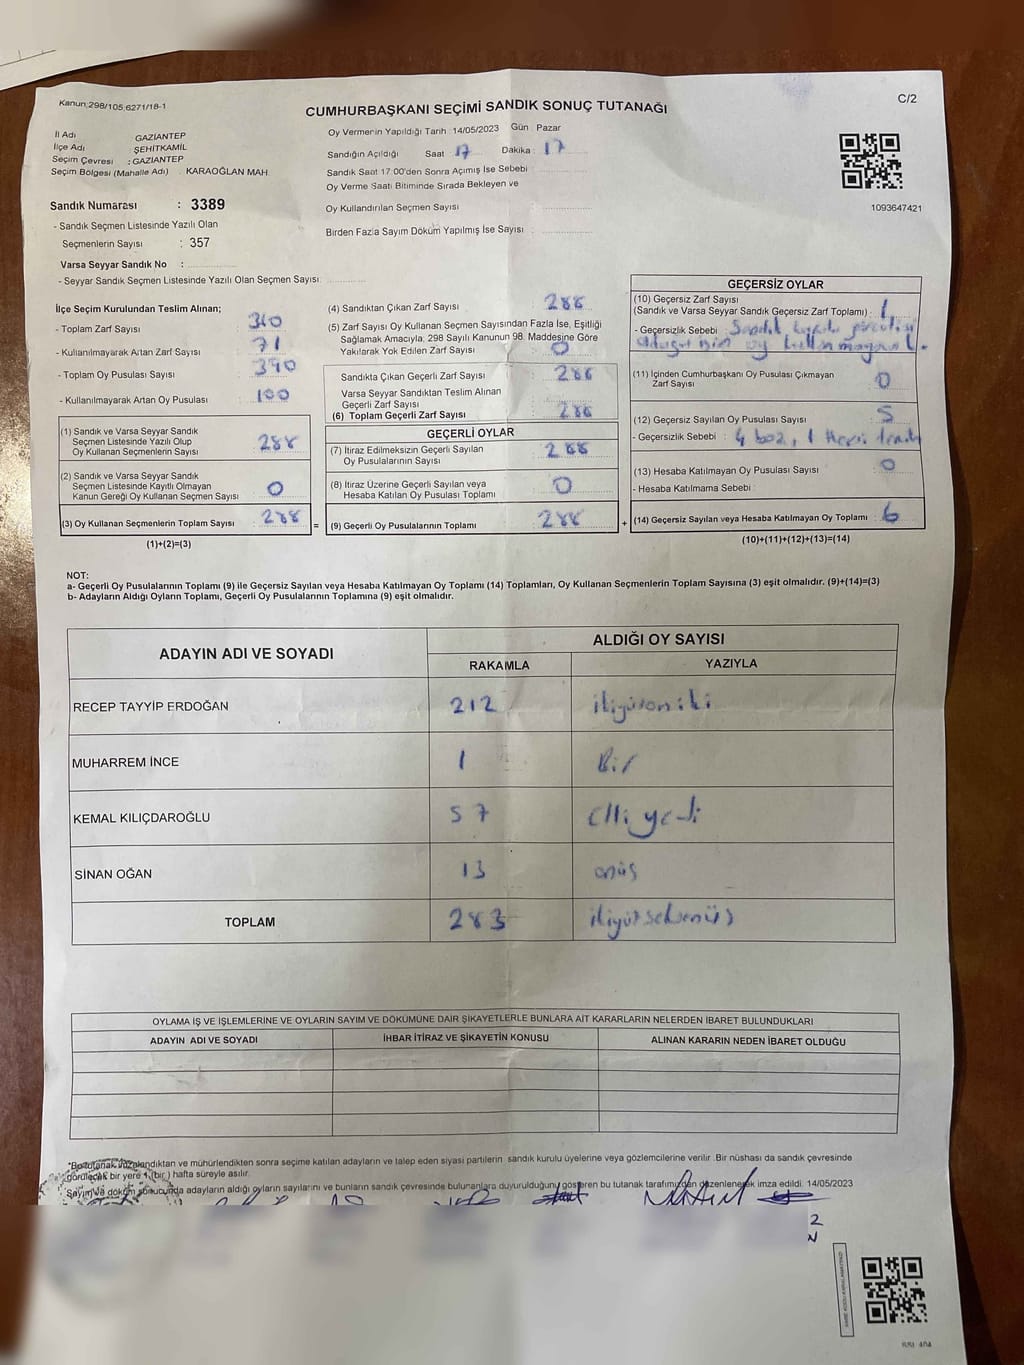 Kanun:298/105,6271/18-1
CUMHURBAŞKANI SEÇİMİ SANDIK SONUÇ TUTANAĞI
C/2
İl Adı GAZİANTEP
İlçe Adı ŞEHİTKAMİL
Seçim Çevresi : GAZİANTEP
Seçim Bölgesi (Mahalle Adı) . KARAOĞLAN MAH.
Oy Vermenin Yapıldığı Tarih 14/05/2023 Gün Pazar
Sandığın Açıldığı Saat 17 Dakika : 17
Sandık Saat 17:00'den Sonra Açımış İse Sebebi
Oy Verme Saati Bitiminde Sırada Bekleyen ve
Oy Kullandırılan Seçmen Sayısı
Birden Fazla Sayım Döküm Yapılmış İse Sayısı
1093647421
Sandık Numarası : 3389
- Sandık Seçmen Listesinde Yazılı Olan
Seçmenlerin Sayısı : 357
Varsa Seyyar Sandık No :
- Seyyar Sandık Seçmen Listesinde Yazılı Olan Seçmen Sayısı:
İlçe Seçim Kurulundan Teslim Alınan;
- Toplam Zarf Sayısı 360
- Kullanılmayarak Artan Zarf Sayısı 71
- Toplam Oy Pusulası Sayısı 390
- Kullanılmayarak Artan Oy Pusulası 100
(1) Sandık ve Varsa Seyyar Sandık
Seçmen Listesinde Yazılı Olup
Oy Kullanan Seçmenlerin Sayısı 288
(2) Sandık ve Varsa Seyyar Sandık
Seçmen Listesinde Kayıtlı Olmayan
Kanun Gereği Oy Kullanan Seçmen Sayısı 0
(3) Oy Kullanan Seçmenlerin Toplam Sayısı 288 =
(1)+(2)=(3)
(4) Sandıktan Çıkan Zarf Sayısı 288
(5) Zarf Sayısı Oy Kullanan Seçmen Sayısından Fazla İse, Eşitliği
Sağlamak Amacıyla, 298 Sayılı Kanunun 98. Maddesine Göre
Yakılarak Yok Edilen Zarf Sayısı 0
Sandıkta Çıkan Geçerli Zarf Sayısı 288
Varsa Seyyar Sandıktan Teslim Alınan
Geçerli Zarf Sayısı
(6) Toplam Geçerli Zarf Sayısı 288
GEÇERLİ OYLAR
(7) İtiraz Edilmeksizin Geçerli Sayılan
Oy Pusulalarının Sayısı 288
(8) İtiraz Üzerine Geçerli Sayılan veya
Hesaba Katılan Oy Pusulası Toplamı 0
(9) Geçerli Oy Pusulalarının Toplamı 288 +
GEÇERSİZ OYLAR
(10) Geçersiz Zarf Sayısı
(Sandık ve Varsa Seyyar Sandık Geçersiz Zarf Toplamı) : 1
- Geçersizlik Sebebi : Sandık kurulu görevlisi
oy kullanmayarak.
(11) İçinden Cumhurbaşkanı Oy Pusulası Çıkmayan
Zarf Sayısı 0
(12) Geçersiz Sayılan Oy Pusulası Sayısı 5
- Geçersizlik Sebebi : 4 boz, 1
(13) Hesaba Katılmayan Oy Pusulası Sayısı 0
- Hesaba Katılmama Sebebi
(14) Geçersiz Sayılan veya Hesaba Katılmayan Oy Toplamı 6
(10)+(11)+(12)+(13)=(14)
NOT:
a- Geçerli Oy Pusulalarının Toplamı (9) ile Geçersiz Sayılan veya Hesaba Katılmayan Oy Toplamı (14) Toplamları, Oy Kullanan Seçmenlerin Toplam Sayısına (3) eşit olmalıdır. (9)+(14)=(3)
b- Adayların Aldığı Oyların Toplamı, Geçerli Oy Pusulalarının Toplamına (9) eşit olmalıdır.
ADAYIN ADI VE SOYADI ALDIĞI OY SAYISI
RAKAMLA YAZIYLA
RECEP TAYYİP ERDOĞAN 212 ikiyüzoniki
MUHARREM İNCE 1 Bir
KEMAL KILIÇDAROĞLU 57 elliyedi
SİNAN OĞAN 13 onüç
TOPLAM 283 ikiyüzseksenüç
OYLAMA İŞ VE İŞLEMLERİNE VE OYLARIN SAYIM VE DÖKÜMÜNE DAİR ŞİKAYETLERLE BUNLARA AİT KARARLARIN NELERDEN İBARET BULUNDUKLARI
ADAYIN ADI VE SOYADI İHBAR İTİRAZ VE ŞİKAYETİN KONUSU ALINAN KARARIN NEDEN İBARET OLDUĞU
*Bu tutanak imzalandıktan ve mühürlendikten sonra seçime katılan adayların ve talep eden siyasi partilerin sandık kurulu üyelerine veya gözlemcilerine verilir. Bir nüshası da sandık çevresinde
görülecek bir yere 1 (bir) hafta süreyle asılır.
Sayım ve döküm sonucunda adayların aldığı oyların sayılarını ve bunların sandık çevresinde bulunanlara duyurulduğunu gösteren bu tutanak tarafımızdan düzenlenerek imza edildi. 14/05/2023